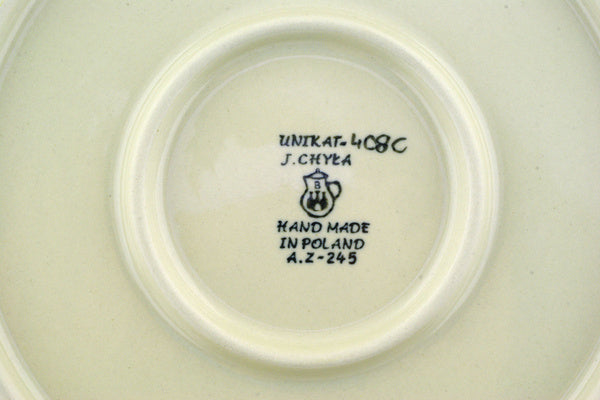 UNIKAT-408C
J.CHYŁA
B
HAND MADE
IN POLAND
A.Z-245